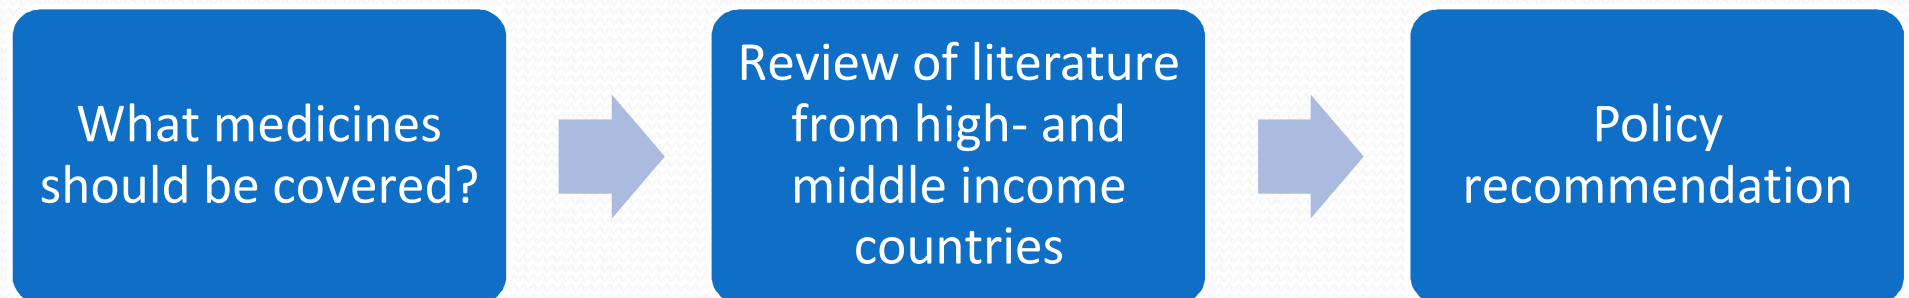 What medicines
should be covered?
Review of literature
from high- and
middle income
countries
Policy
recommendation